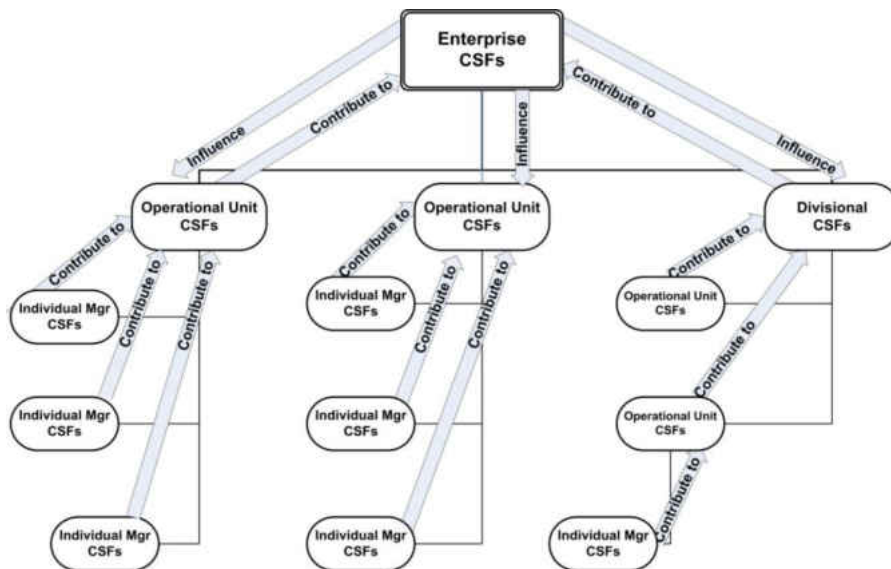 Enterprise
CSFs
Contribute to
Contribute to
Influence
Influence
Influence
Operational Unit
CSFs
Operational Unit
CSFs
Divisional
CSFs
Contribute to
Contribute to
Contribute to
Contribute to
Contribute to
Contribute to
Contribute to
Contribute to
Individual Mgr
CSFs
Individual Mgr
CSFs
Operational Unit
CSFs
Individual Mgr
CSFs
Individual Mgr
CSFs
Operational Unit
CSFs
Contribute to
Individual Mgr
CSFs
Individual Mgr
CSFs
Individual Mgr
CSFs